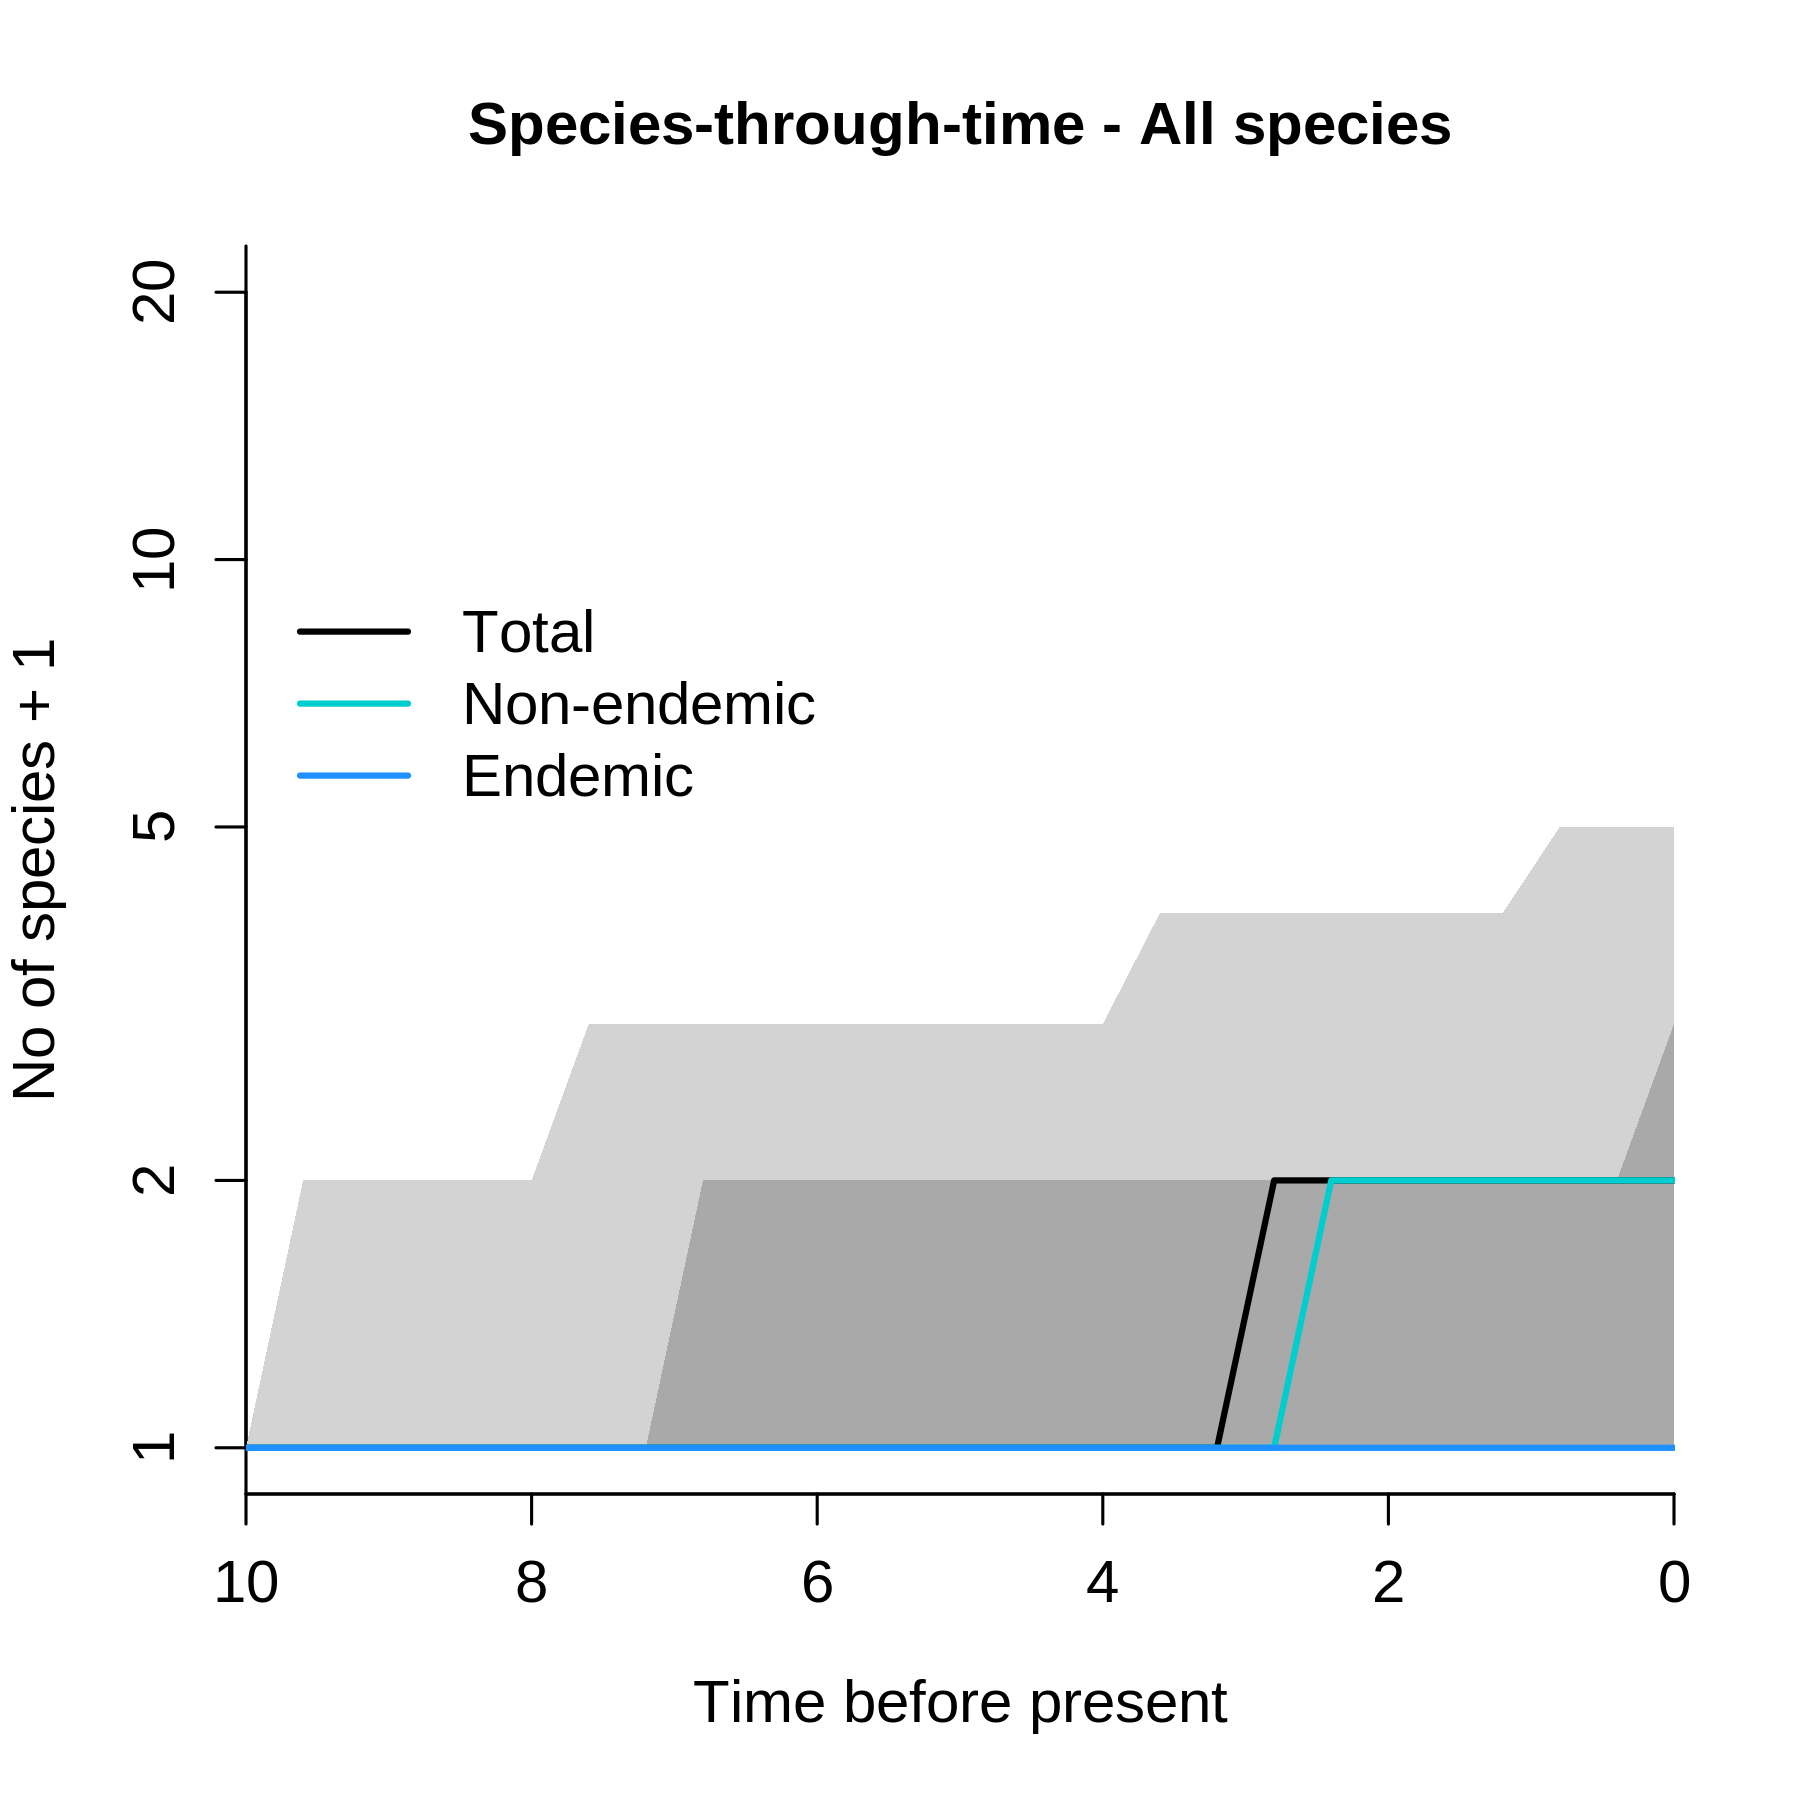 Species-through-time - All species
20
10
5
2
1
No of species + 1
Total
Non-endemic
Endemic
10 8 6 4 2 0
Time before present